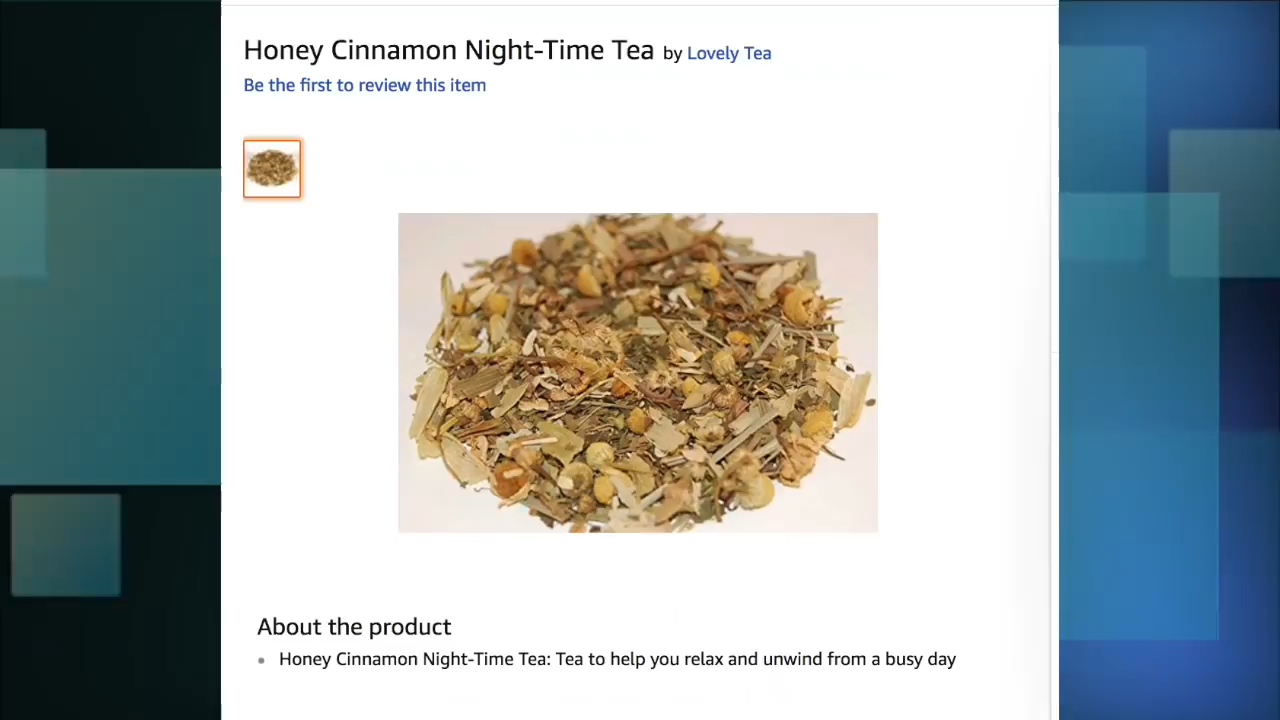 Honey Cinnamon Night-Time Tea by Lovely Tea
Be the first to review this item
About the product
Honey Cinnamon Night-Time Tea: Tea to help you relax and unwind from a busy day